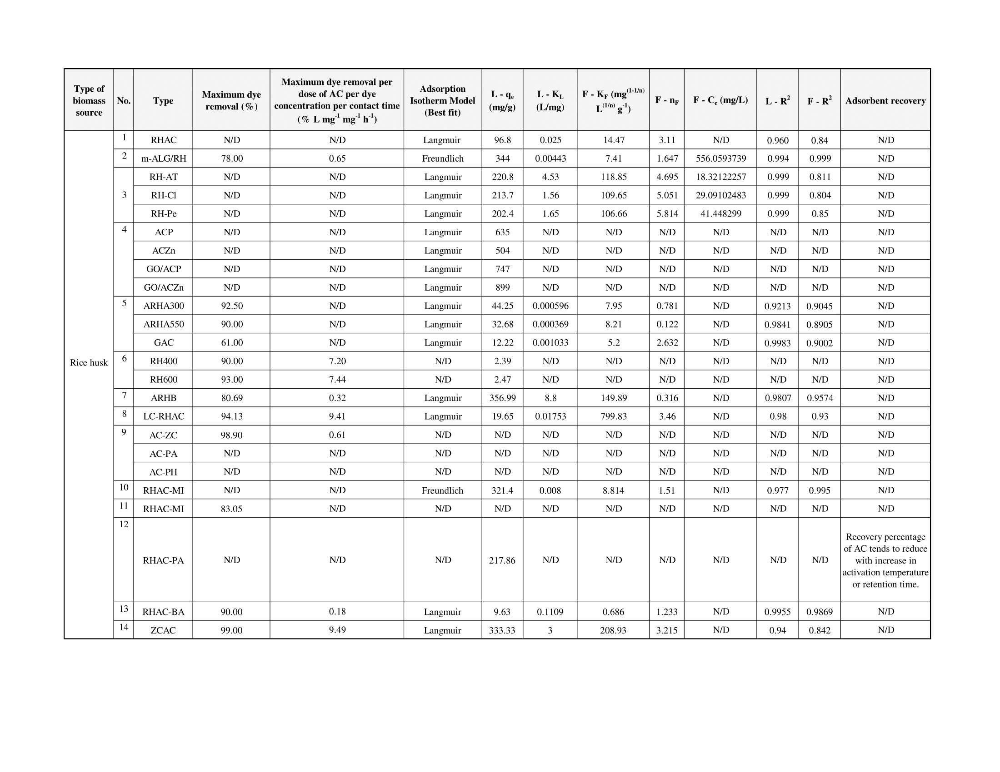 Type of biomass source | No. | Type | Maximum dye removal (%) | Maximum dye removal per dose of AC per dye concentration per contact time (% L mg⁻¹ mg⁻¹ h⁻¹) | Adsorption Isotherm Model (Best fit) | L - qₑ (mg/g) | L - K_L (L/mg) | F - K_F (mg^(1-1/n) L^(1/n) g⁻¹) | F - n_F | F - Cₑ (mg/L) | L - R² | F - R² | Adsorbent recovery
Rice husk
1 | RHAC | N/D | N/D | Langmuir | 96.8 | 0.025 | 14.47 | 3.11 | N/D | 0.960 | 0.84 | N/D
2 | m-ALG/RH | 78.00 | 0.65 | Freundlich | 344 | 0.00443 | 7.41 | 1.647 | 556.0593739 | 0.994 | 0.999 | N/D
3 | RH-AT | N/D | N/D | Langmuir | 220.8 | 4.53 | 118.85 | 4.695 | 18.32122257 | 0.999 | 0.811 | N/D
RH-Cl | N/D | N/D | Langmuir | 213.7 | 1.56 | 109.65 | 5.051 | 29.09102483 | 0.999 | 0.804 | N/D
RH-Pe | N/D | N/D | Langmuir | 202.4 | 1.65 | 106.66 | 5.814 | 41.448299 | 0.999 | 0.85 | N/D
4 | ACP | N/D | N/D | Langmuir | 635 | N/D | N/D | N/D | N/D | N/D | N/D | N/D
ACZn | N/D | N/D | Langmuir | 504 | N/D | N/D | N/D | N/D | N/D | N/D | N/D
GO/ACP | N/D | N/D | Langmuir | 747 | N/D | N/D | N/D | N/D | N/D | N/D | N/D
GO/ACZn | N/D | N/D | Langmuir | 899 | N/D | N/D | N/D | N/D | N/D | N/D | N/D
5 | ARHA300 | 92.50 | N/D | Langmuir | 44.25 | 0.000596 | 7.95 | 0.781 | N/D | 0.9213 | 0.9045 | N/D
ARHA550 | 90.00 | N/D | Langmuir | 32.68 | 0.000369 | 8.21 | 0.122 | N/D | 0.9841 | 0.8905 | N/D
GAC | 61.00 | N/D | Langmuir | 12.22 | 0.001033 | 5.2 | 2.632 | N/D | 0.9983 | 0.9002 | N/D
6 | RH400 | 90.00 | 7.20 | N/D | 2.39 | N/D | N/D | N/D | N/D | N/D | N/D | N/D
RH600 | 93.00 | 7.44 | N/D | 2.47 | N/D | N/D | N/D | N/D | N/D | N/D | N/D
7 | ARHB | 80.69 | 0.32 | Langmuir | 356.99 | 8.8 | 149.89 | 0.316 | N/D | 0.9807 | 0.9574 | N/D
8 | LC-RHAC | 94.13 | 9.41 | Langmuir | 19.65 | 0.01753 | 799.83 | 3.46 | N/D | 0.98 | 0.93 | N/D
9 | AC-ZC | 98.90 | 0.61 | N/D | N/D | N/D | N/D | N/D | N/D | N/D | N/D | N/D
AC-PA | N/D | N/D | N/D | N/D | N/D | N/D | N/D | N/D | N/D | N/D | N/D
AC-PH | N/D | N/D | N/D | N/D | N/D | N/D | N/D | N/D | N/D | N/D | N/D
10 | RHAC-MI | N/D | N/D | Freundlich | 321.4 | 0.008 | 8.814 | 1.51 | N/D | 0.977 | 0.995 | N/D
11 | RHAC-MI | 83.05 | N/D | N/D | N/D | N/D | N/D | N/D | N/D | N/D | N/D | N/D
12 | RHAC-PA | N/D | N/D | N/D | 217.86 | N/D | N/D | N/D | N/D | N/D | N/D | Recovery percentage of AC tends to reduce with increase in activation temperature or retention time.
13 | RHAC-BA | 90.00 | 0.18 | Langmuir | 9.63 | 0.1109 | 0.686 | 1.233 | N/D | 0.9955 | 0.9869 | N/D
14 | ZCAC | 99.00 | 9.49 | Langmuir | 333.33 | 3 | 208.93 | 3.215 | N/D | 0.94 | 0.842 | N/D